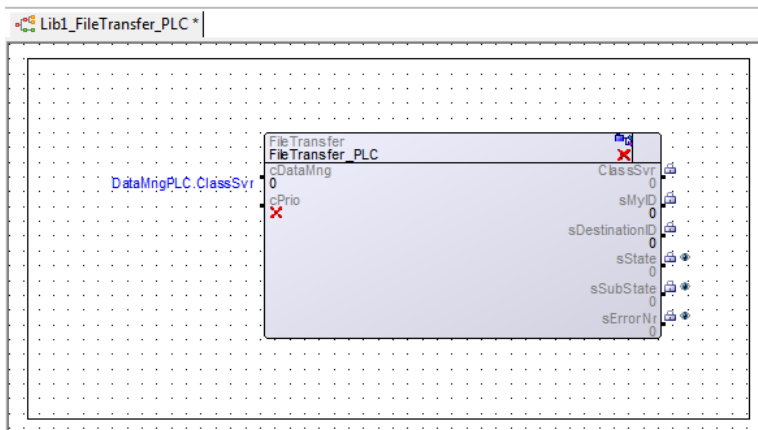 Lib1_FileTransfer_PLC *
FileTransfer
FileTransfer_PLC
DataMngPLC.ClassSvr
cDataMng
0
cPrio
ClassSvr
0
sMyID
0
sDestinationID
0
sState
0
sSubState
0
sErrorNr
0